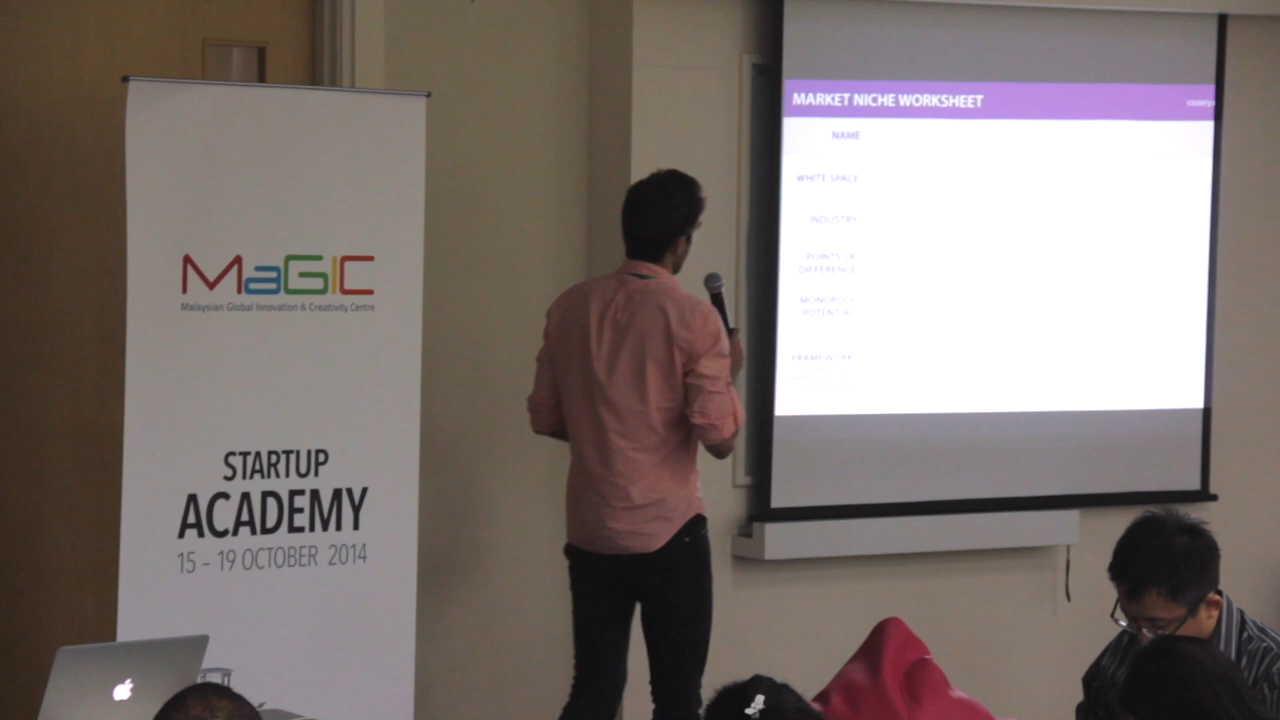 MaGIC
Malaysian Global Innovation & Creativity Centre
STARTUP
ACADEMY
15 – 19 OCTOBER 2014
MARKET NICHE WORKSHEET
NAME
WHITE SPACE
INDUSTRY
POINTS OF
DIFFERENCE
MONOPOLY
POTENTIAL
FRAMEWORK